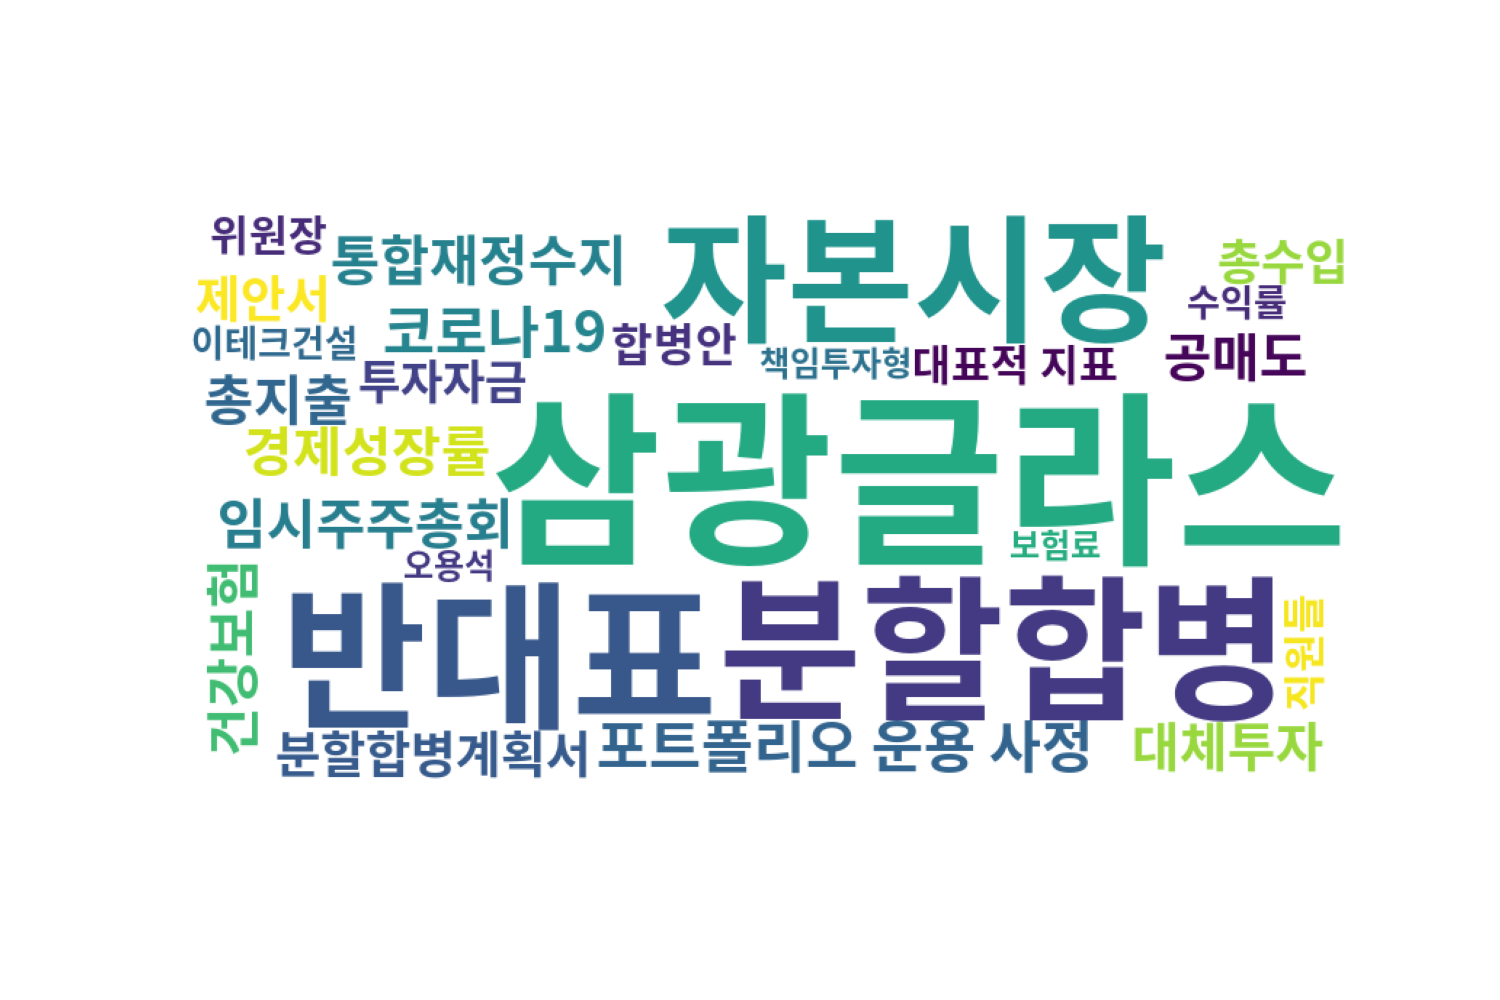 위원장
통합재정수지
자본시장
총수입
제안서
수익률
이테크건설
코로나19
합병안
책임투자형
대표적 지표
공매도
총지출
투자자금
경제성장률
삼광글라스
임시주주총회
보험료
오용석
건강보험
반대표
분할합병
직원들
분할합병계획서
포트폴리오 운용 사정
대체투자